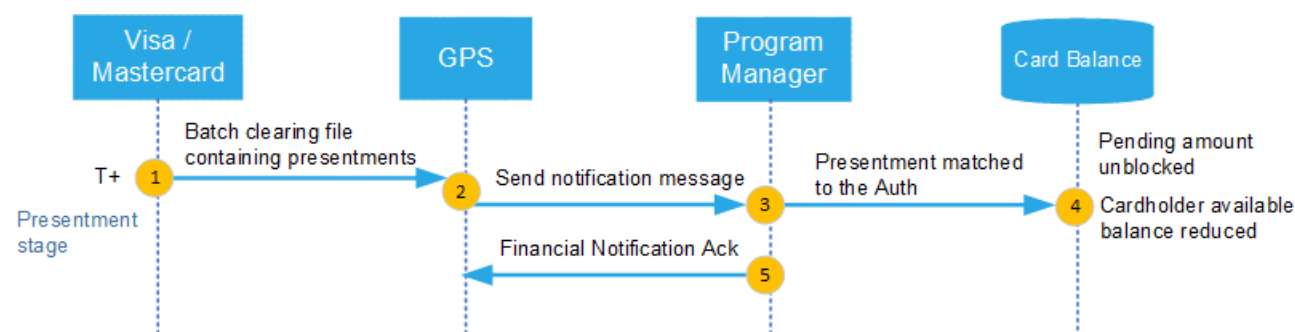 Visa /
Mastercard
GPS
Program
Manager
Card Balance
Batch clearing file
containing presentments
T+
1
Presentment
stage
2
Send notification message
3
Presentment matched
to the Auth
4
Pending amount
unblocked
Cardholder available
balance reduced
Financial Notification Ack
5